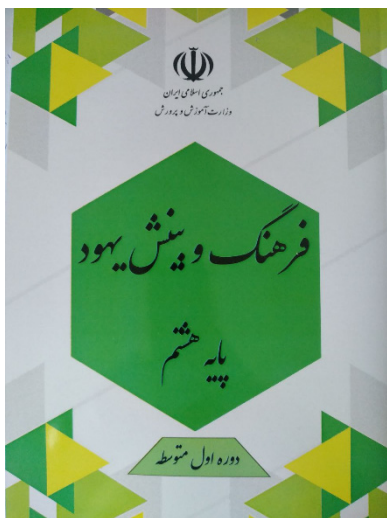 جمهوری اسلامی ایران
وزارت آموزش و پرورش
فرهنگ و بینش یهود
پایه هشتم
دوره اول متوسطه